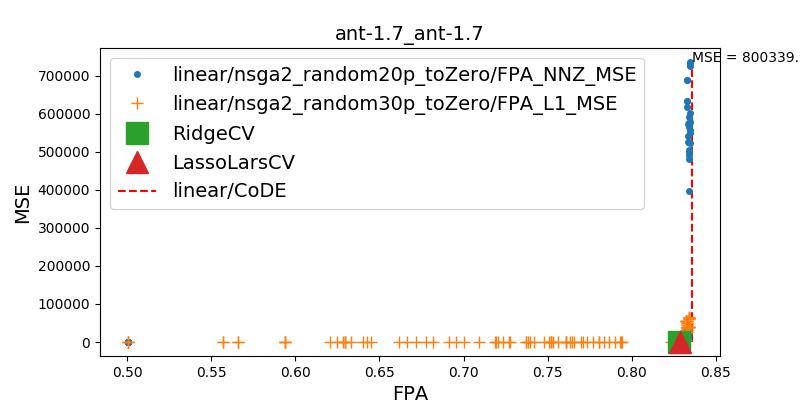 ant-1.7_ant-1.7
MSE = 800339.
linear/nsga2_random20p_toZero/FPA_NNZ_MSE
linear/nsga2_random30p_toZero/FPA_L1_MSE
RidgeCV
LassoLarsCV
linear/CoDE
MSE
700000
600000
500000
400000
300000
200000
100000
0
0.50 0.55 0.60 0.65 0.70 0.75 0.80 0.85
FPA